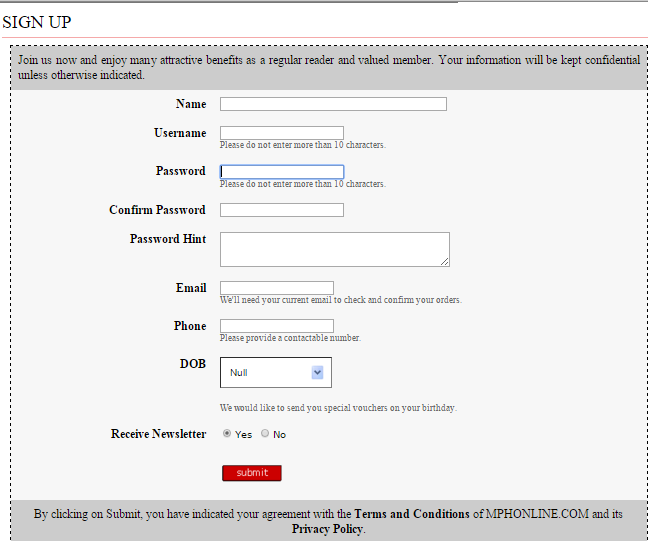 SIGN UP
Join us now and enjoy many attractive benefits as a regular reader and valued member. Your information will be kept confidential
unless otherwise indicated.
Name
Username
Please do not enter more than 10 characters.
Password
Please do not enter more than 10 characters.
Confirm Password
Password Hint
Email
We'll need your current email to check and confirm your orders.
Phone
Please provide a contactable number.
DOB
Null
We would like to send you special vouchers on your birthday.
Receive Newsletter Yes No
submit
By clicking on Submit, you have indicated your agreement with the Terms and Conditions of MPHONLINE.COM and its
Privacy Policy.